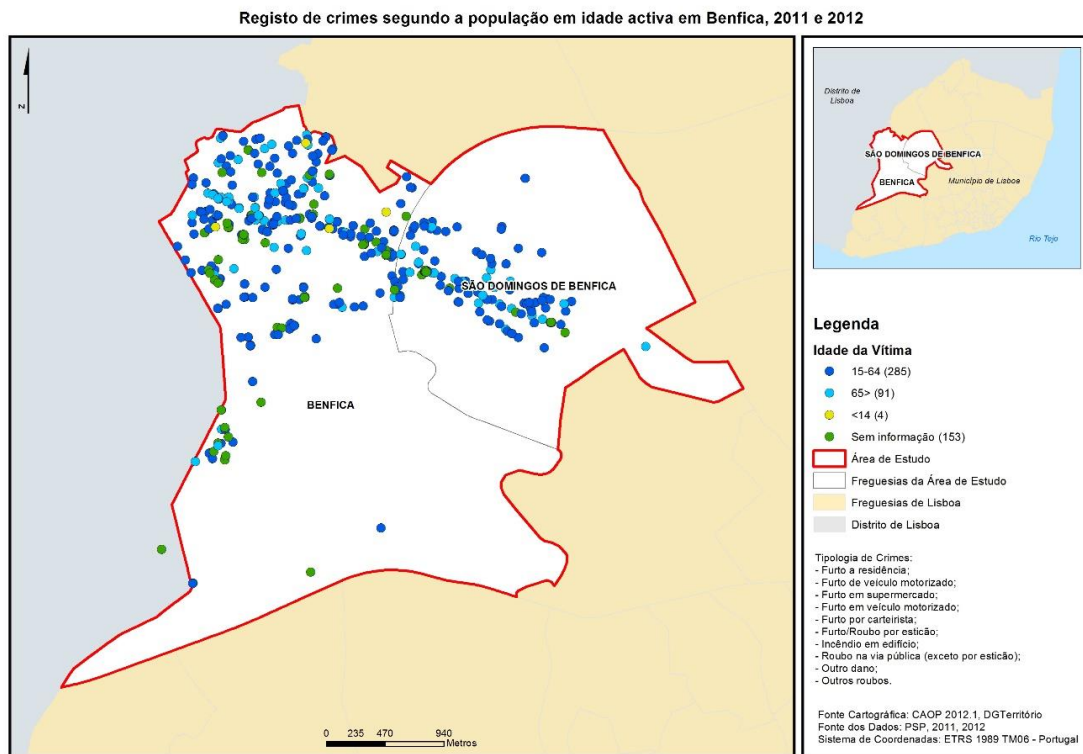 Registo de crimes segundo a população em idade activa em Benfica, 2011 e 2012
N
SÃO DOMINGOS DE BENFICA
BENFICA
0 235 470 940
Metros
Distrito de
Lisboa
SÃO DOMINGOS DE BENFICA
BENFICA
Município de Lisboa
Rio Tejo
Legenda
Idade da Vítima
15-64 (285)
65> (91)
<14 (4)
Sem informação (153)
Área de Estudo
Freguesias da Área de Estudo
Freguesias de Lisboa
Distrito de Lisboa
Tipologia de Crimes:
- Furto a residência;
- Furto de veículo motorizado;
- Furto em supermercado;
- Furto em veículo motorizado;
- Furto por carteirista;
- Furto/Roubo por esticão;
- Incêndio em edifício;
- Roubo na via pública (exceto por esticão);
- Outro dano;
- Outros roubos.
Fonte Cartográfica: CAOP 2012.1, DGTerritório
Fonte dos Dados: PSP, 2011, 2012
Sistema de Coordenadas: ETRS 1989 TM06 - Portugal